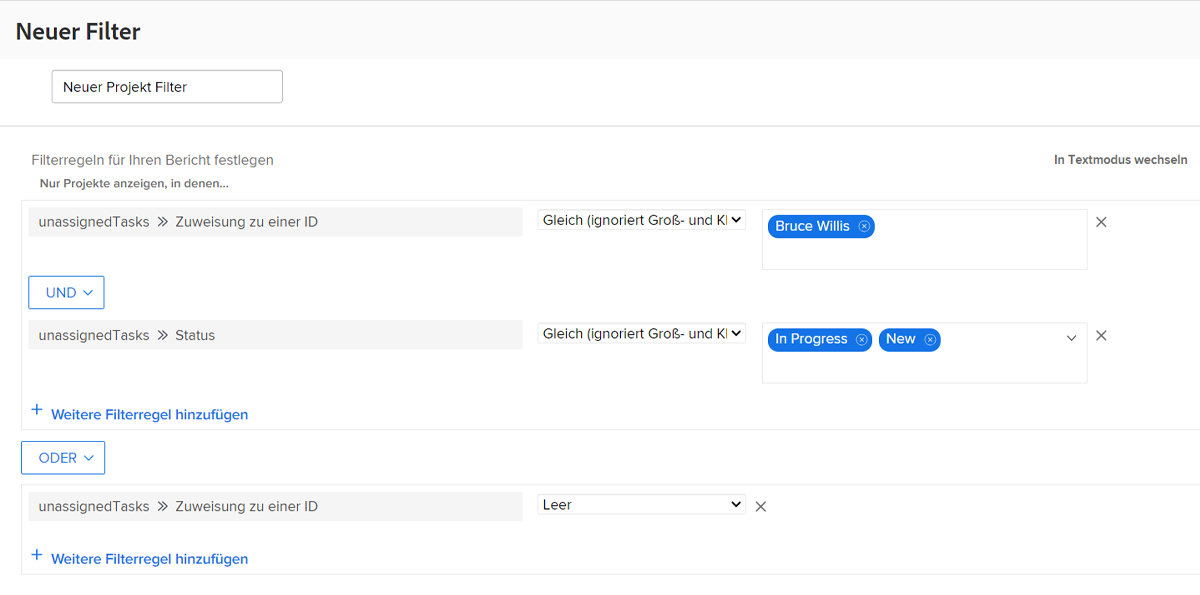 Neuer Filter
Neuer Projekt Filter
Filterregeln für Ihren Bericht festlegen
In Textmodus wechseln
Nur Projekte anzeigen, in denen...
unassignedTasks » Zuweisung zu einer ID
Gleich (ignoriert Groß- und Kl
Bruce Willis
UND
unassignedTasks » Status
Gleich (ignoriert Groß- und Kl
In Progress
New
+ Weitere Filterregel hinzufügen
ODER
unassignedTasks » Zuweisung zu einer ID
Leer
+ Weitere Filterregel hinzufügen